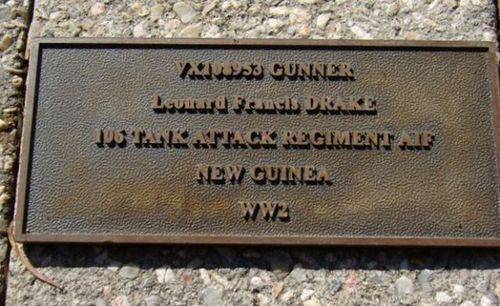 VX108953 GUNNER
Leonard Francis DRAKE
106 TANK ATTACK REGIMENT AIF
NEW GUINEA
WW2